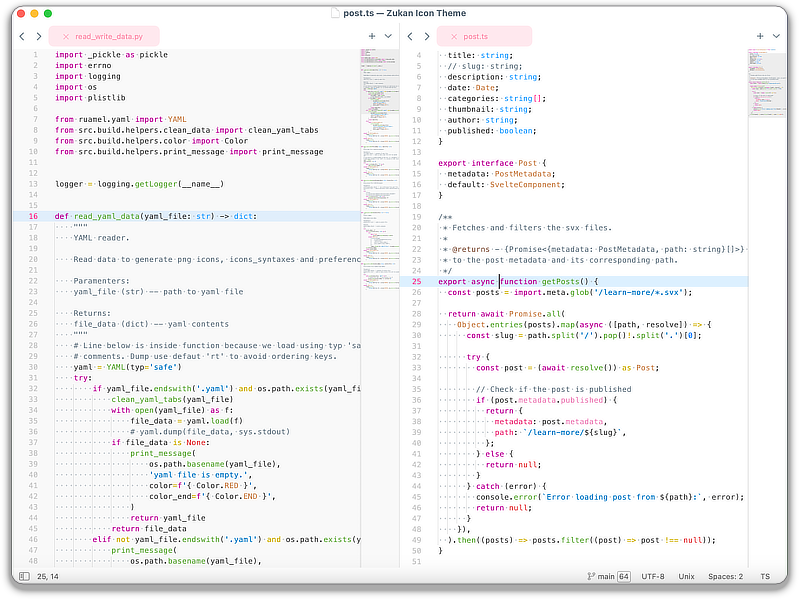 post.ts — Zukan Icon Theme
read_write_data.py
1 import _pickle as pickle
2 import errno
3 import logging
4 import os
5 import plistlib
6
7 from ruamel.yaml import YAML
8 from src.build.helpers.clean_data import clean_yaml_tabs
9 from src.build.helpers.color import Color
10 from src.build.helpers.print_message import print_message
11
12
13 logger = logging.getLogger(__name__)
14
15
16 def read_yaml_data(yaml_file: str) -> dict:
17 """
18 YAML reader.
19
20 Read data to generate png icons, icons_syntaxes and preferenc
21
22 Paramenters:
23 yaml_file (str) -- path to yaml file
24
25 Returns:
26 file_data (dict) -- yaml contents
27 """
28 # Line below is inside function because we load using typ 'sa
29 # comments. Dump use defaut 'rt' to avoid ordering keys.
30 yaml = YAML(typ='safe')
31 try:
32 if yaml_file.endswith('.yaml') and os.path.exists(yaml_fi
33 clean_yaml_tabs(yaml_file)
34 with open(yaml_file) as f:
35 file_data = yaml.load(f)
36 # yaml.dump(file_data, sys.stdout)
37 if file_data is None:
38 print_message(
39 os.path.basename(yaml_file),
40 'yaml file is empty.',
41 color=f'{ Color.RED }',
42 color_end=f'{ Color.END }',
43 )
44 return yaml_file
45 return file_data
46 elif not yaml_file.endswith('.yaml') and os.path.exists(y
47 print_message(
48 os.path.basename(yaml_file),
post.ts
4 title: string;
5 // slug: string;
6 description: string;
7 date: Date;
8 categories: string[];
9 thumbnail: string;
10 author: string;
11 published: boolean;
12 }
13
14 export interface Post {
15 metadata: PostMetadata;
16 default: SvelteComponent;
17 }
18
19 /**
20 * Fetches and filters the svx files.
21 *
22 * @returns - {Promise<{metadata: PostMetadata, path: string}[]>}
23 * to the post metadata and its corresponding path.
24 */
25 export async function getPosts() {
26 const posts = import.meta.glob('/learn-more/*.svx');
27
28 return await Promise.all(
29 Object.entries(posts).map(async ([path, resolve]) => {
30 const slug = path.split('/').pop()!.split('.')[0];
31
32 try {
33 const post = (await resolve()) as Post;
34
35 // Check if the post is published
36 if (post.metadata.published) {
37 return {
38 metadata: post.metadata,
39 path: `/learn-more/${slug}`,
40 };
41 } else {
42 return null;
43 }
44 } catch (error) {
45 console.error(`Error loading post from ${path}:`, error);
46 return null;
47 }
48 }),
49 ).then((posts) => posts.filter((post) => post !== null));
50 }
51
25, 14
main 64 UTF-8 Unix Spaces: 2 TS